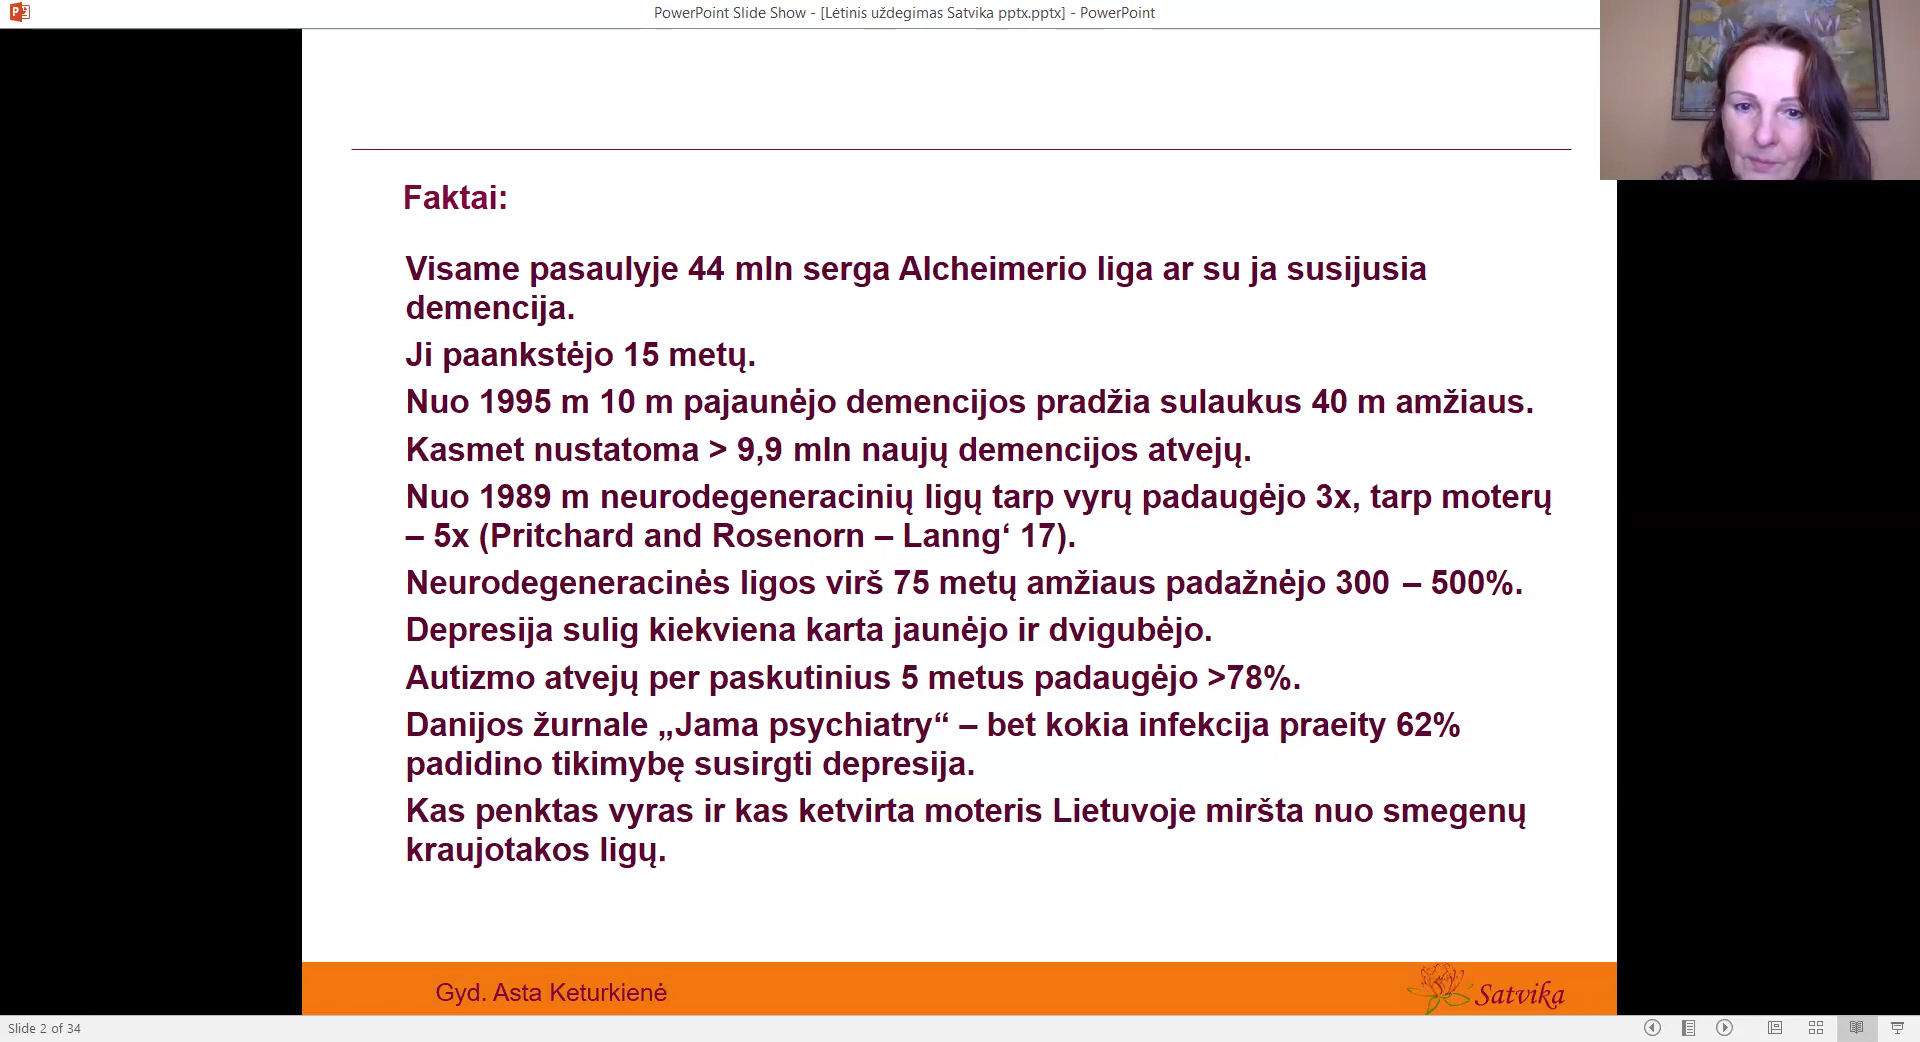 PowerPoint Slide Show - [Lėtinis uždegimas Satvika pptx.pptx] - PowerPoint
Faktai:
Visame pasaulyje 44 mln serga Alcheimerio liga ar su ja susijusia
demencija.
Ji paankstėjo 15 metų.
Nuo 1995 m 10 m pajaunėjo demencijos pradžia sulaukus 40 m amžiaus.
Kasmet nustatoma > 9,9 mln naujų demencijos atvejų.
Nuo 1989 m neurodegeneracinių ligų tarp vyrų padaugėjo 3x, tarp moterų
– 5x (Pritchard and Rosenorn – Lanng‘ 17).
Neurodegeneracinės ligos virš 75 metų amžiaus padažnėjo 300 – 500%.
Depresija sulig kiekviena karta jaunėjo ir dvigubėjo.
Autizmo atvejų per paskutinius 5 metus padaugėjo >78%.
Danijos žurnale „Jama psychiatry“ – bet kokia infekcija praeity 62%
padidino tikimybę susirgti depresija.
Kas penktas vyras ir kas ketvirta moteris Lietuvoje miršta nuo smegenų
kraujotakos ligų.
Gyd. Asta Keturkienė
Satvika
Slide 2 of 34